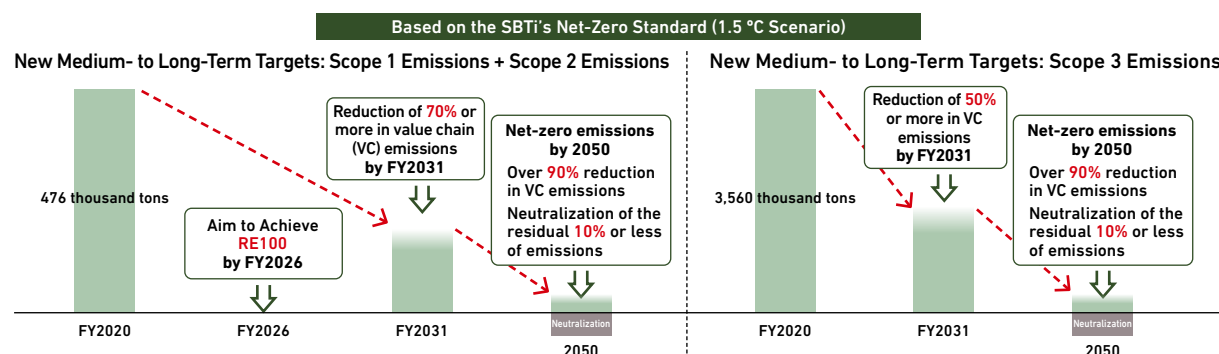 Based on the SBTi's Net-Zero Standard (1.5 °C Scenario)
New Medium- to Long-Term Targets: Scope 1 Emissions + Scope 2 Emissions
476 thousand tons
Aim to Achieve
RE100
by FY2026
Reduction of 70% or
more in value chain
(VC) emissions
by FY2031
Net-zero emissions
by 2050
Over 90% reduction
in VC emissions
Neutralization of the
residual 10% or less
of emissions
Neutralization
FY2020
FY2026
FY2031
2050
New Medium- to Long-Term Targets: Scope 3 Emissions
3,560 thousand tons
Reduction of 50%
or more in VC
emissions
by FY2031
Net-zero emissions
by 2050
Over 90% reduction
in VC emissions
Neutralization of the
residual 10% or less
of emissions
Neutralization
FY2020
FY2031
2050